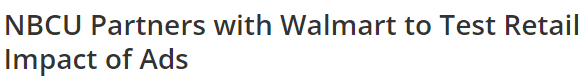 NBCU Partners with Walmart to Test Retail
Impact of Ads